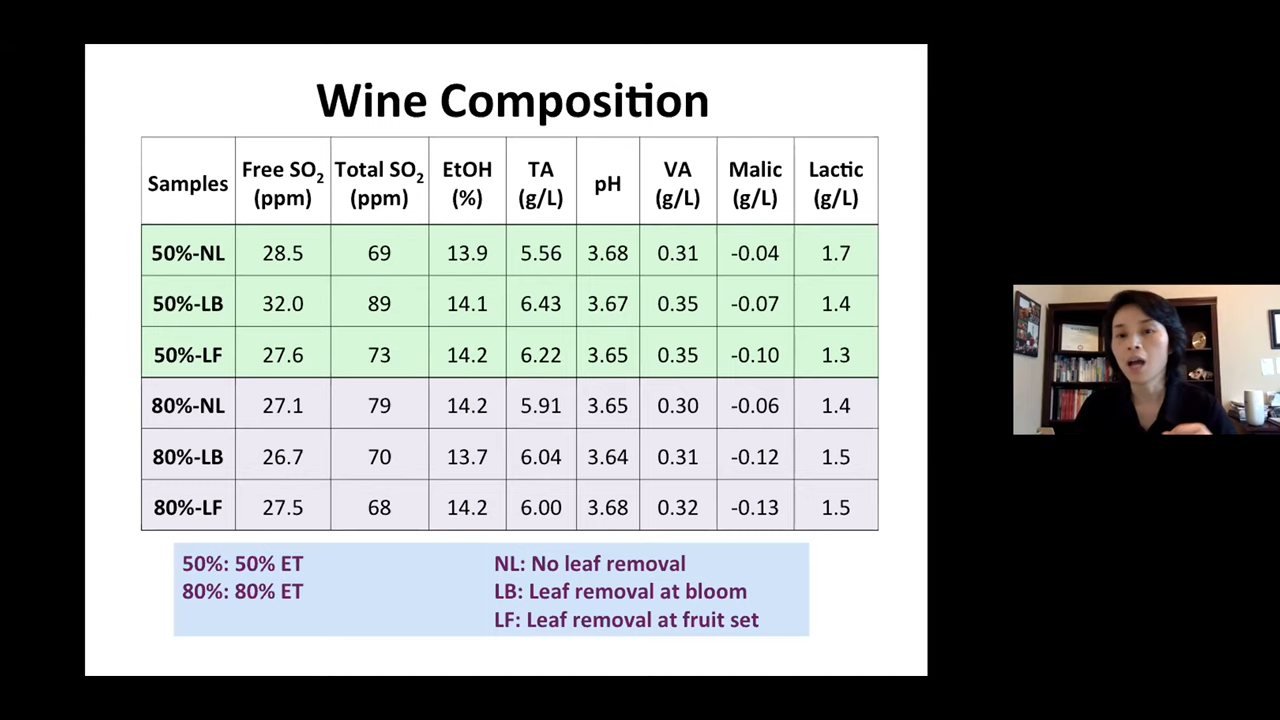 Wine Composition
Samples Free SO2 (ppm) Total SO2 (ppm) EtOH (%) TA (g/L) pH VA (g/L) Malic (g/L) Lactic (g/L)
50%-NL 28.5 69 13.9 5.56 3.68 0.31 -0.04 1.7
50%-LB 32.0 89 14.1 6.43 3.67 0.35 -0.07 1.4
50%-LF 27.6 73 14.2 6.22 3.65 0.35 -0.10 1.3
80%-NL 27.1 79 14.2 5.91 3.65 0.30 -0.06 1.4
80%-LB 26.7 70 13.7 6.04 3.64 0.31 -0.12 1.5
80%-LF 27.5 68 14.2 6.00 3.68 0.32 -0.13 1.5
50%: 50% ET NL: No leaf removal
80%: 80% ET LB: Leaf removal at bloom
LF: Leaf removal at fruit set